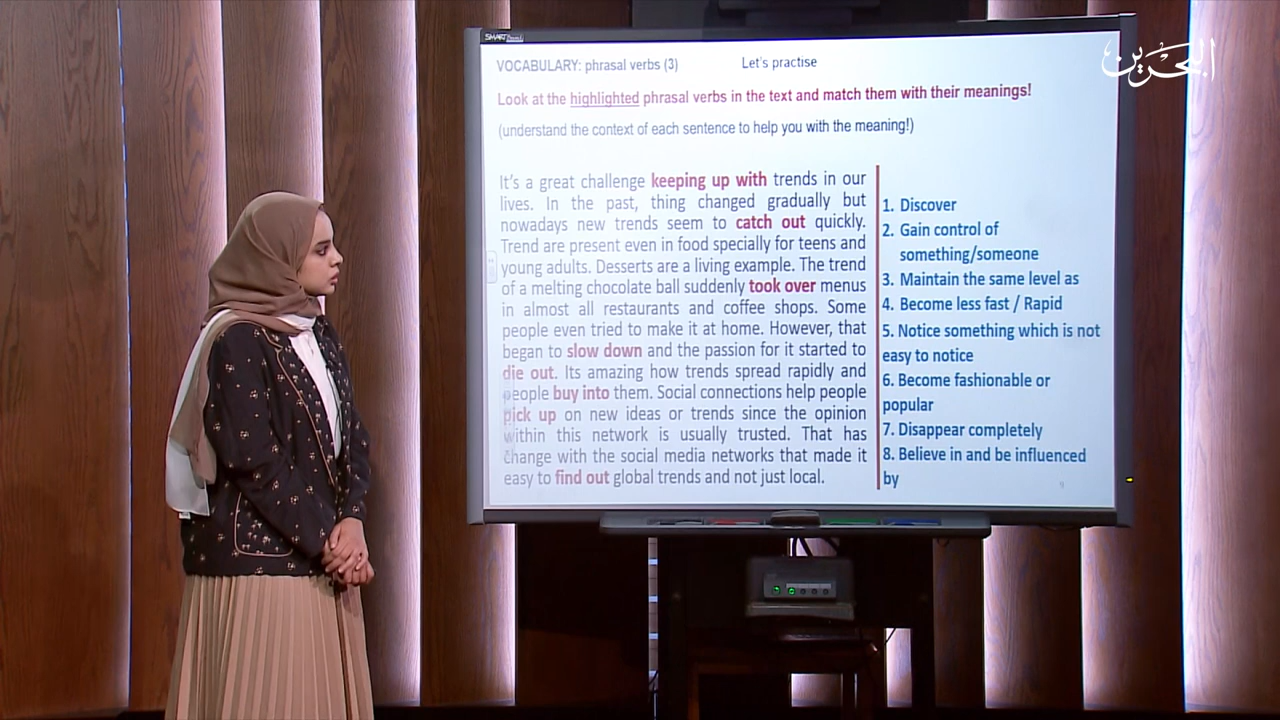 SMART
البحرين
VOCABULARY: phrasal verbs (3)
Let's practise
Look at the highlighted phrasal verbs in the text and match them with their meanings!
(understand the context of each sentence to help you with the meaning!)
It's a great challenge keeping up with trends in our
lives. In the past, thing changed gradually but
nowadays new trends seem to catch out quickly.
Trend are present even in food specially for teens and
young adults. Desserts are a living example. The trend
of a melting chocolate ball suddenly took over menus
in almost all restaurants and coffee shops. Some
people even tried to make it at home. However, that
began to slow down and the passion for it started to
die out. Its amazing how trends spread rapidly and
people buy into them. Social connections help people
pick up on new ideas or trends since the opinion
within this network is usually trusted. That has
change with the social media networks that made it
easy to find out global trends and not just local.
1. Discover
2. Gain control of
something/someone
3. Maintain the same level as
4. Become less fast / Rapid
5. Notice something which is not
easy to notice
6. Become fashionable or
popular
7. Disappear completely
8. Believe in and be influenced
by
9